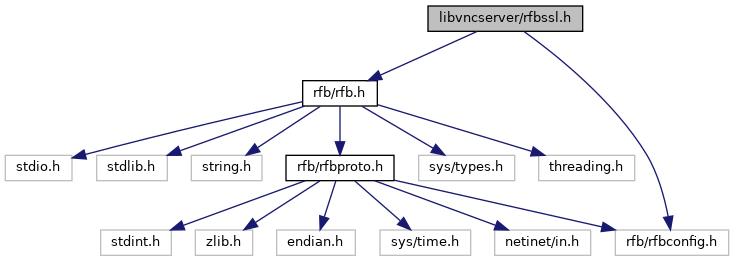 libvncserver/rfbssl.h
rfb/rfb.h
stdio.h
stdlib.h
string.h
rfb/rfbproto.h
sys/types.h
threading.h
stdint.h
zlib.h
endian.h
sys/time.h
netinet/in.h
rfb/rfbconfig.h